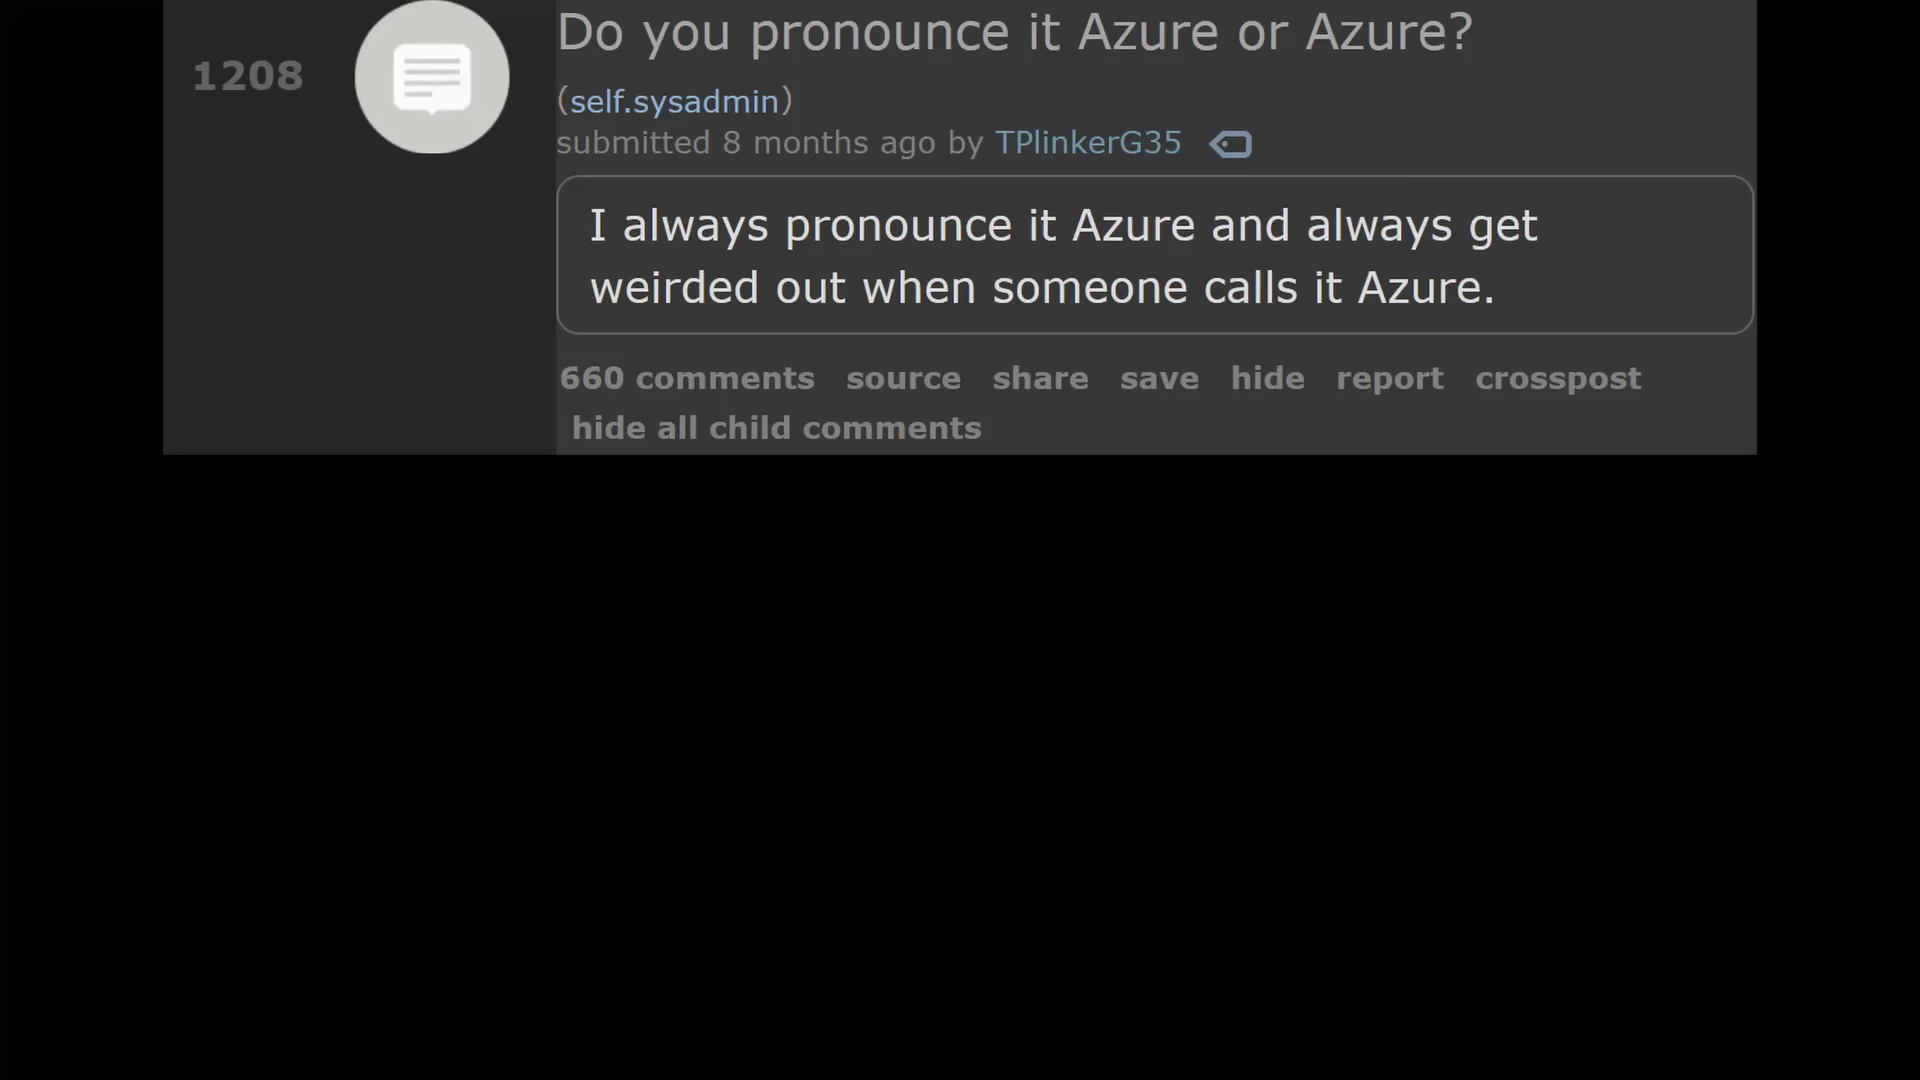 Do you pronounce it Azure or Azure?
1208
(self.sysadmin)
submitted 8 months ago by TPlinkerG35
I always pronounce it Azure and always get
weirded out when someone calls it Azure.
660 comments source share save hide report crosspost
hide all child comments